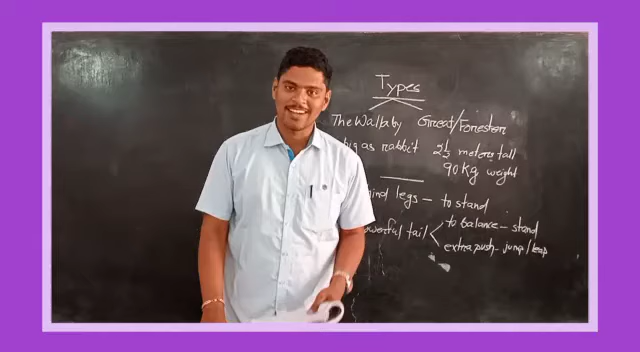 Types
The Wallaby Great/Forester
big as rabbit 2½ meters tall
90 Kg weight
hind legs - to stand
powerful tail < to balance - stand
extra push - jump/leap